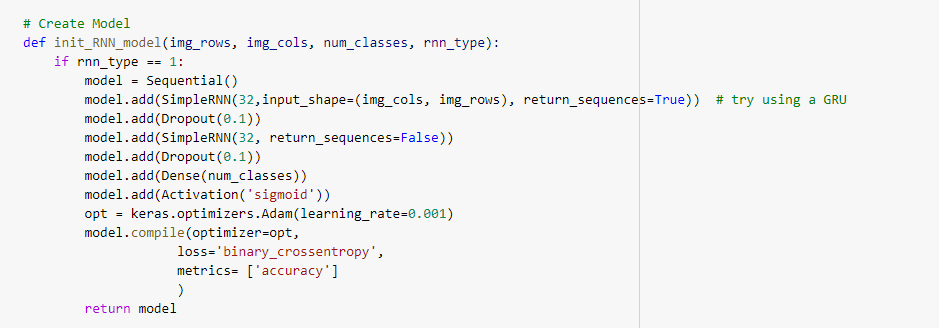 # Create Model
def init_RNN_model(img_rows, img_cols, num_classes, rnn_type):
    if rnn_type == 1:
        model = Sequential()
        model.add(SimpleRNN(32,input_shape=(img_cols, img_rows), return_sequences=True))  # try using a GRU
        model.add(Dropout(0.1))
        model.add(SimpleRNN(32, return_sequences=False))
        model.add(Dropout(0.1))
        model.add(Dense(num_classes))
        model.add(Activation('sigmoid'))
        opt = keras.optimizers.Adam(learning_rate=0.001)
        model.compile(optimizer=opt,
                    loss='binary_crossentropy',
                    metrics= ['accuracy']
                    )
        return model